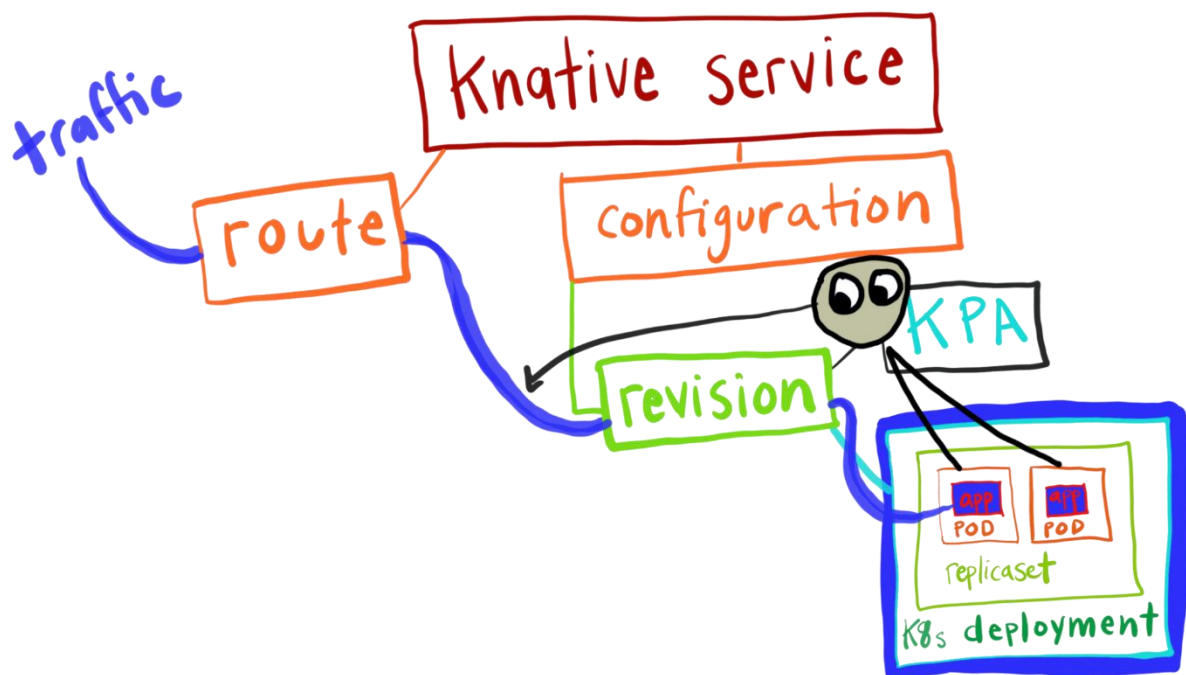 Knative service
traffic
route
configuration
KPA
revision
app
POD
app
POD
replicaset
K8s deployment